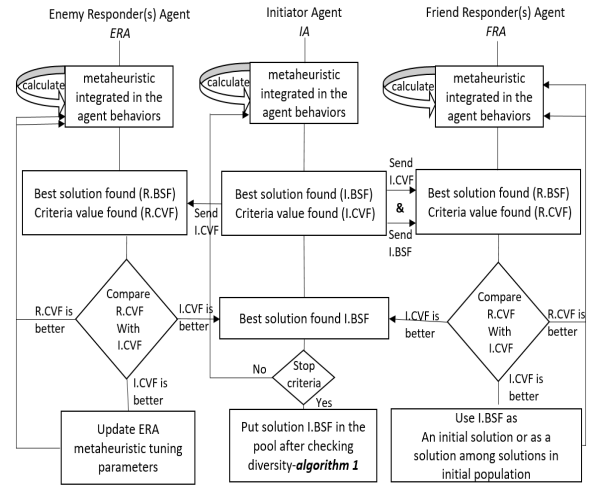 Enemy Responder(s) Agent
ERA
Initiator Agent
IA
Friend Responder(s) Agent
FRA
calculate
metaheuristic
integrated in the
agent behaviors
calculate
metaheuristic
integrated in the
agent behaviors
calculate
metaheuristic
integrated in the
agent behaviors
Best solution found (R.BSF)
Criteria value found (R.CVF)
Send
I.CVF
Best solution found (I.BSF)
Criteria value found (I.CVF)
Send
I.CVF
&
Send
I.BSF
Best solution found (R.BSF)
Criteria value found (R.CVF)
R.CVF is
better
Compare
R.CVF
With
I.CVF
I.CVF is
better
Best solution found I.BSF
I.CVF is
better
Compare
R.CVF
With
I.CVF
R.CVF is
better
I.CVF is
better
No
Stop
criteria
Yes
I.CVF is
better
Update ERA
metaheuristic tuning
parameters
Put solution I.BSF in the
pool after checking
diversity-algorithm 1
Use I.BSF as
An initial solution or as a
solution among solutions in
initial population